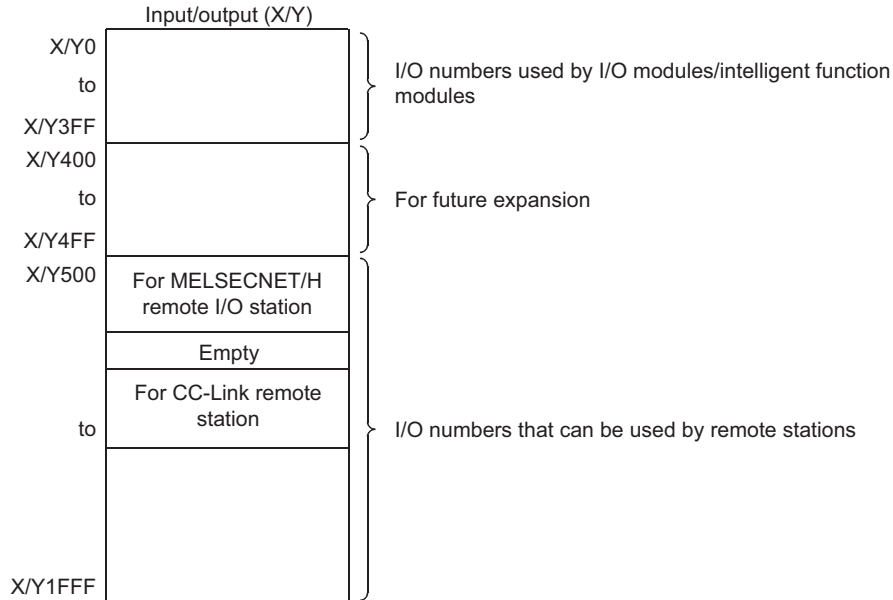 Input/output (X/Y)
X/Y0
to
X/Y3FF
I/O numbers used by I/O modules/intelligent function
modules
X/Y400
to
X/Y4FF
For future expansion
X/Y500
For MELSECNET/H
remote I/O station
Empty
For CC-Link remote
station
to
I/O numbers that can be used by remote stations
X/Y1FFF